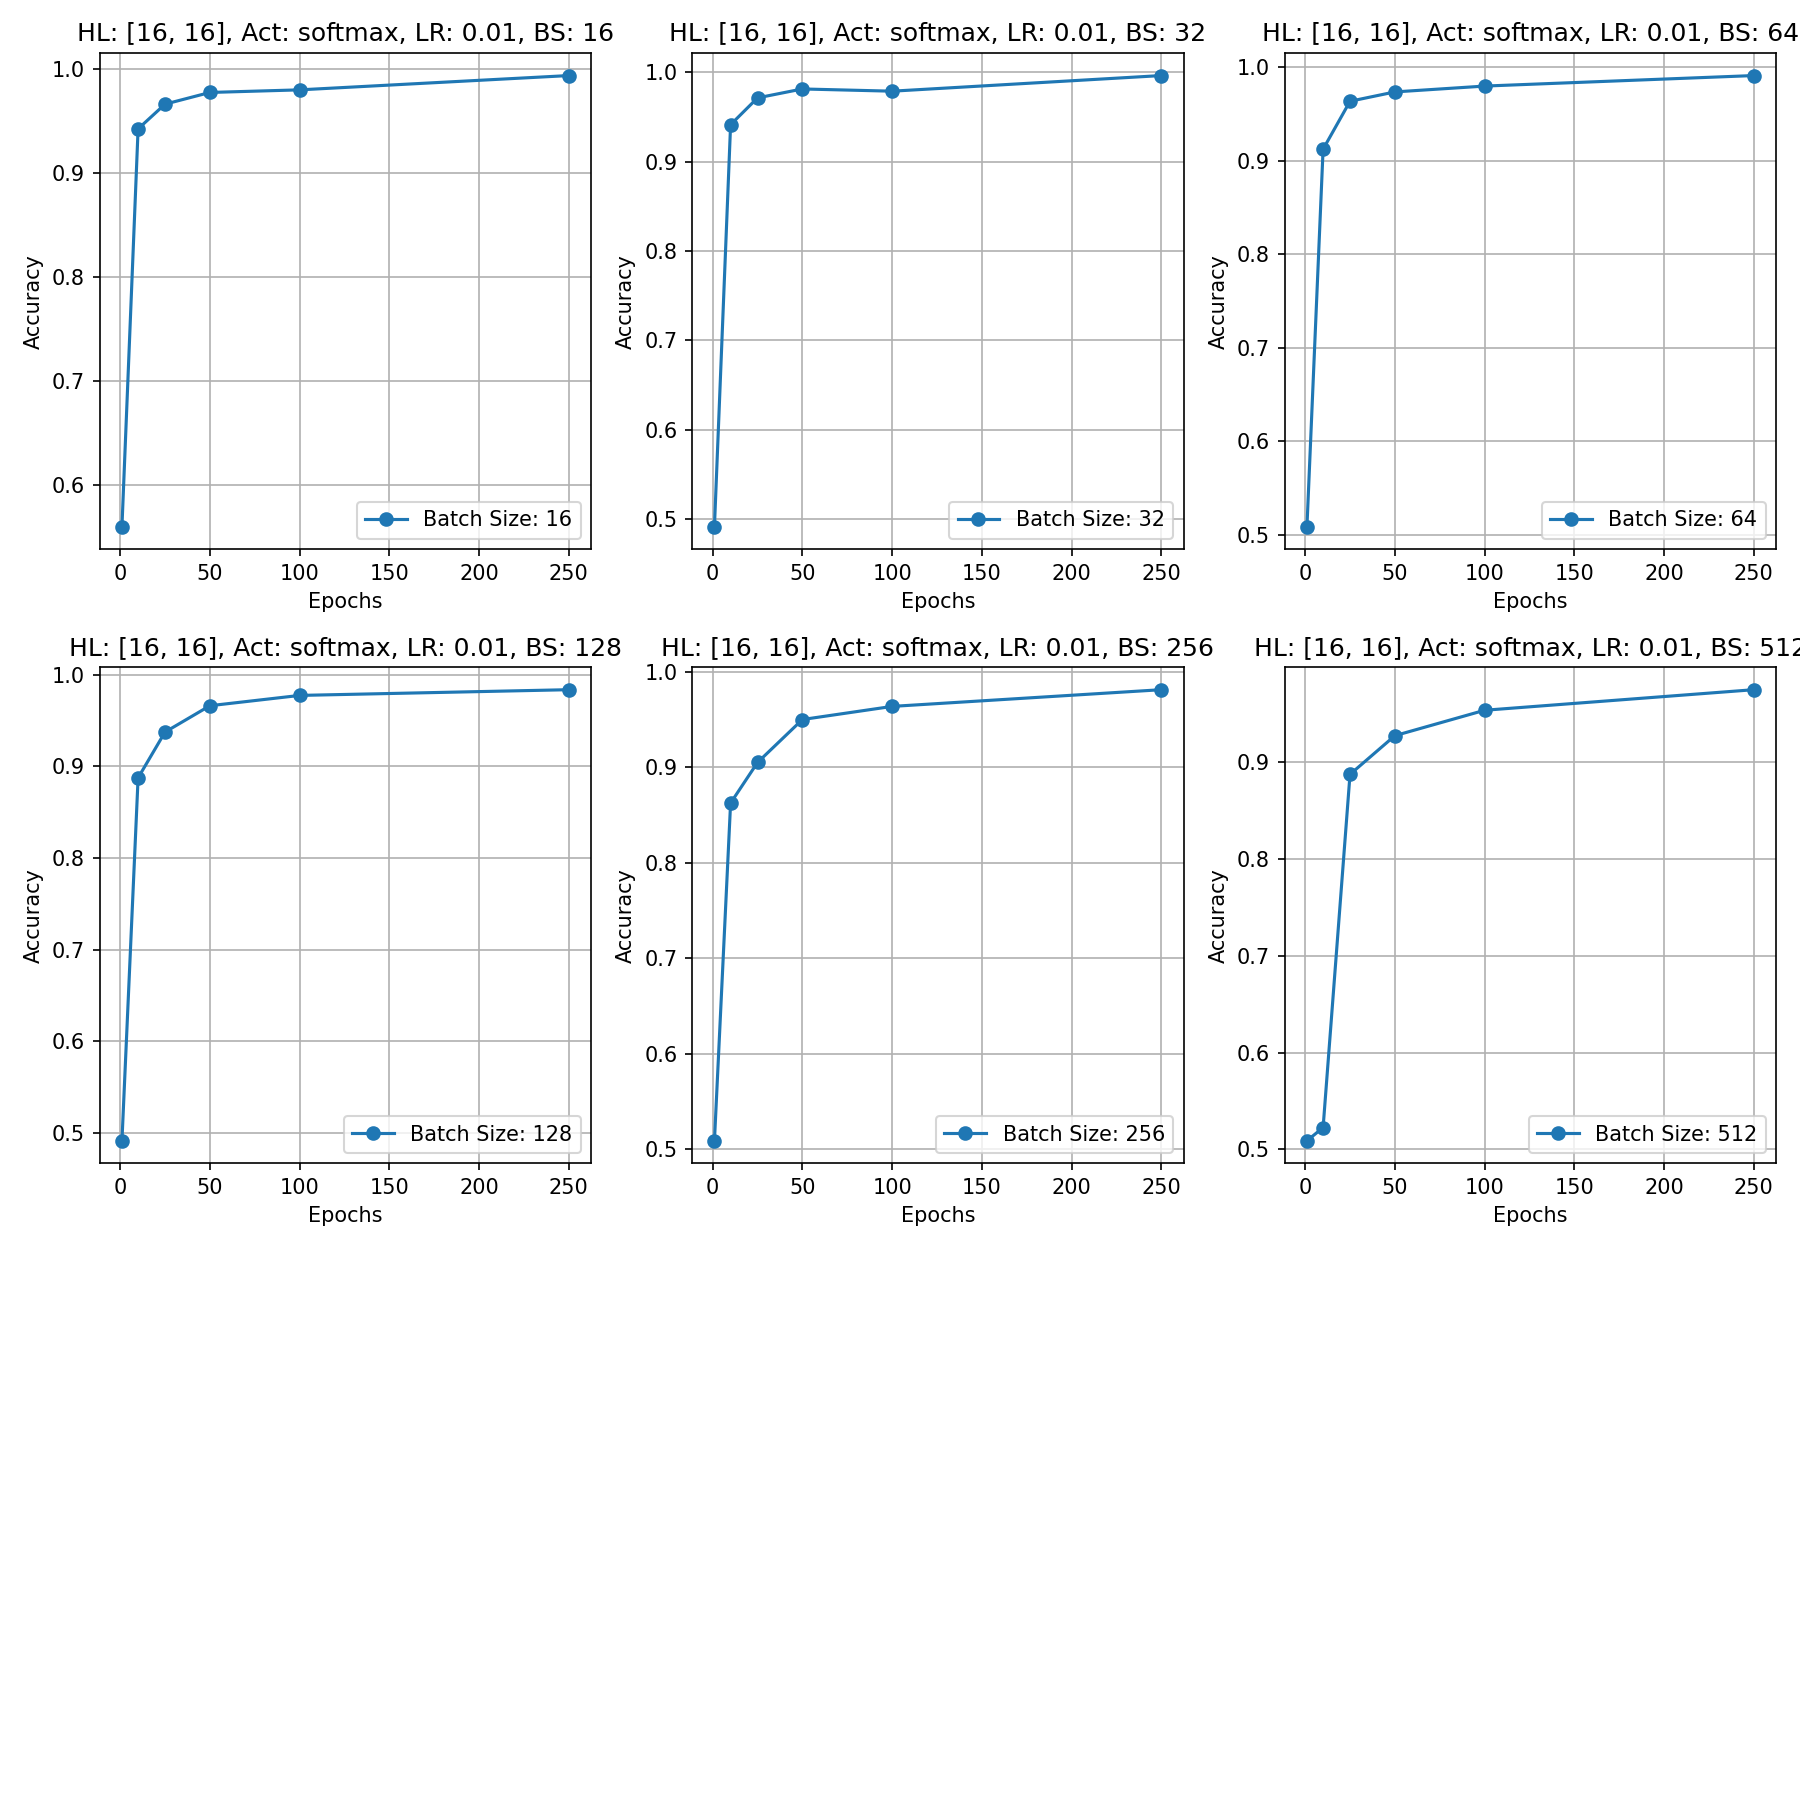 HL: [16, 16], Act: softmax, LR: 0.01, BS: 16
1.0
0.9
0.8
0.7
0.6
Accuracy
Batch Size: 16
0 50 100 150 200 250
Epochs
HL: [16, 16], Act: softmax, LR: 0.01, BS: 32
1.0
0.9
0.8
0.7
0.6
0.5
Accuracy
Batch Size: 32
0 50 100 150 200 250
Epochs
HL: [16, 16], Act: softmax, LR: 0.01, BS: 64
1.0
0.9
0.8
0.7
0.6
0.5
Accuracy
Batch Size: 64
0 50 100 150 200 250
Epochs
HL: [16, 16], Act: softmax, LR: 0.01, BS: 128
1.0
0.9
0.8
0.7
0.6
0.5
Accuracy
Batch Size: 128
0 50 100 150 200 250
Epochs
HL: [16, 16], Act: softmax, LR: 0.01, BS: 256
1.0
0.9
0.8
0.7
0.6
0.5
Accuracy
Batch Size: 256
0 50 100 150 200 250
Epochs
HL: [16, 16], Act: softmax, LR: 0.01, BS: 512
0.9
0.8
0.7
0.6
0.5
Accuracy
Batch Size: 512
0 50 100 150 200 250
Epochs